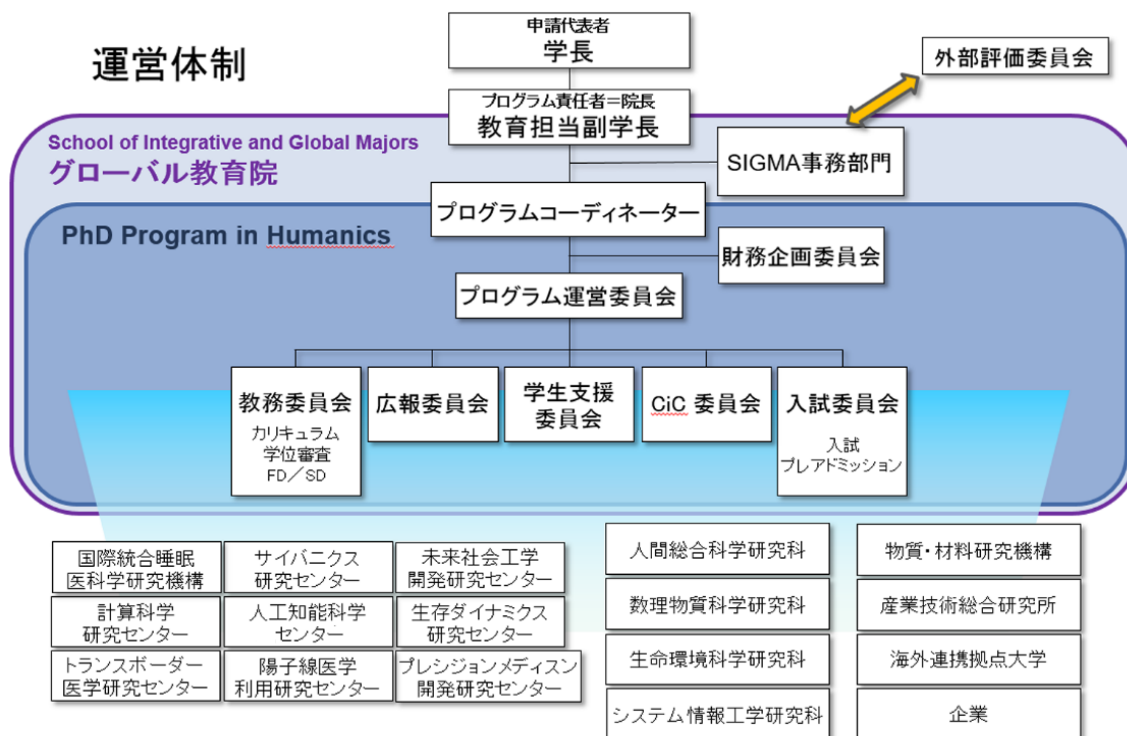 運営体制
申請代表者
学長
外部評価委員会
プログラム責任者=院長
教育担当副学長
School of Integrative and Global Majors
グローバル教育院
SIGMA事務部門
プログラムコーディネーター
PhD Program in Humanics
財務企画委員会
プログラム運営委員会
教務委員会
カリキュラム
学位審査
FD/SD
広報委員会
学生支援
委員会
CiC 委員会
入試委員会
入試
プレアドミッション
国際統合睡眠
医科学研究機構
サイバニクス
研究センター
未来社会工学
開発研究センター
計算科学
研究センター
人工知能科学
センター
生存ダイナミクス
研究センター
トランスボーダー
医学研究センター
陽子線医学
利用研究センター
プレシジョンメディスン
開発研究センター
人間総合科学研究科
数理物質科学研究科
生命環境科学研究科
システム情報工学研究科
物質・材料研究機構
産業技術総合研究所
海外連携拠点大学
企業